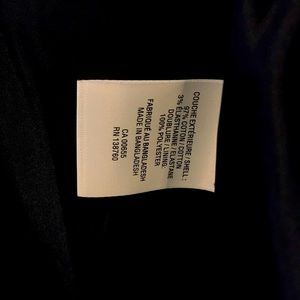 COUCHE EXTÉRIEURE / SHELL:
97% COTON / COTTON
3% ÉLASTHANNE / ELASTANE
DOUBLURE / LINING:
100% POLYESTER
FABRIQUÉ AU BANGLADESH
MADE IN BANGLADESH
CA 00655
RN 138760